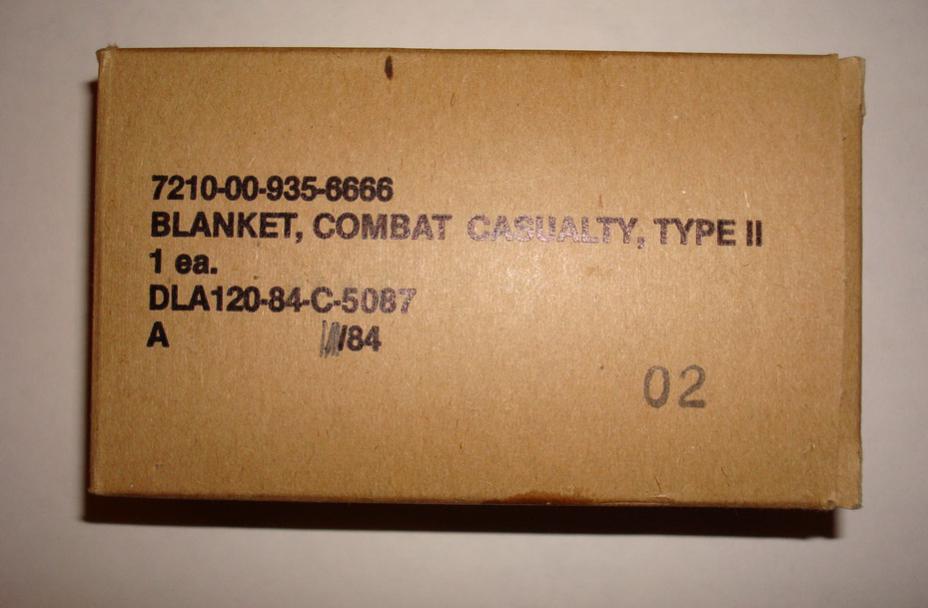 7210-00-935-6666
BLANKET, COMBAT CASUALTY, TYPE II
1 ea.
DLA120-84-C-5087
A /84
02